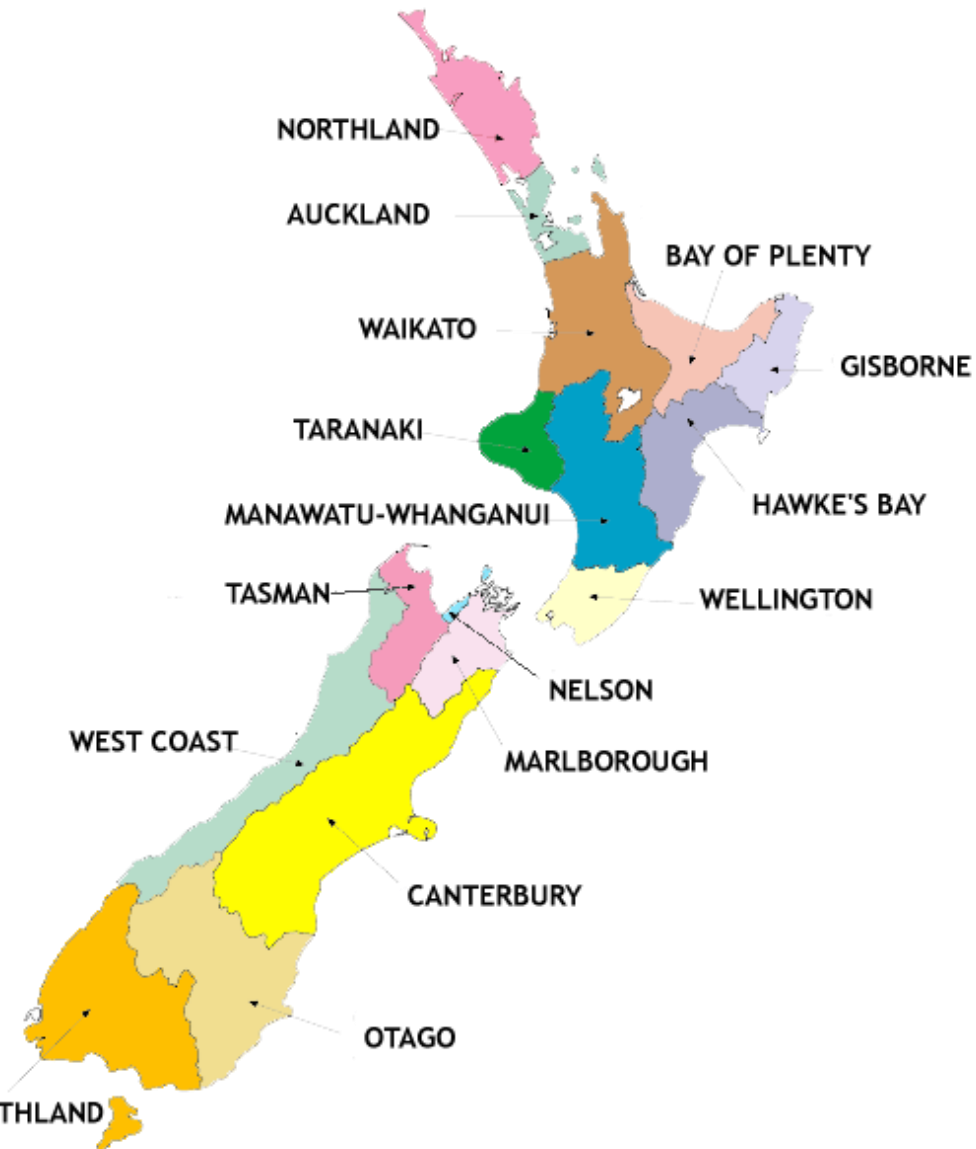 NORTHLAND
AUCKLAND
BAY OF PLENTY
WAIKATO
GISBORNE
TARANAKI
HAWKE'S BAY
MANAWATU-WHANGANUI
TASMAN
WELLINGTON
NELSON
WEST COAST
MARLBOROUGH
CANTERBURY
OTAGO
THLAND